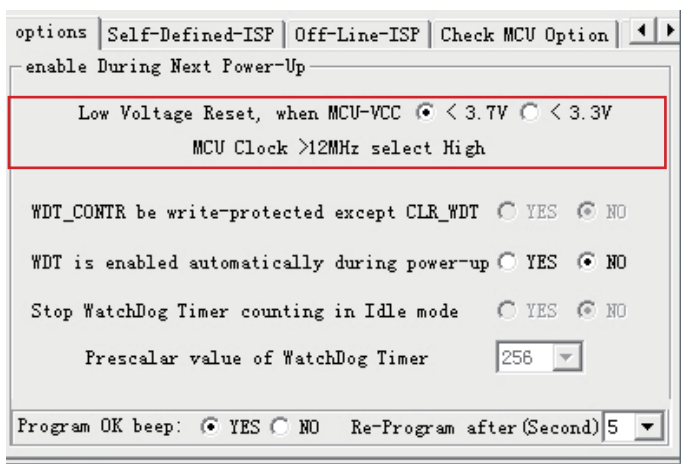 options Self-Defined-ISP Off-Line-ISP Check MCU Option
enable During Next Power-Up
Low Voltage Reset, when MCU-VCC < 3.7V < 3.3V
MCU Clock >12MHz select High
WDT_CONTR be write-protected except CLR_WDT YES NO
WDT is enabled automatically during power-up YES NO
Stop WatchDog Timer counting in Idle mode YES NO
Prescalar value of WatchDog Timer 256
Program OK beep: YES NO Re-Program after(Second) 5